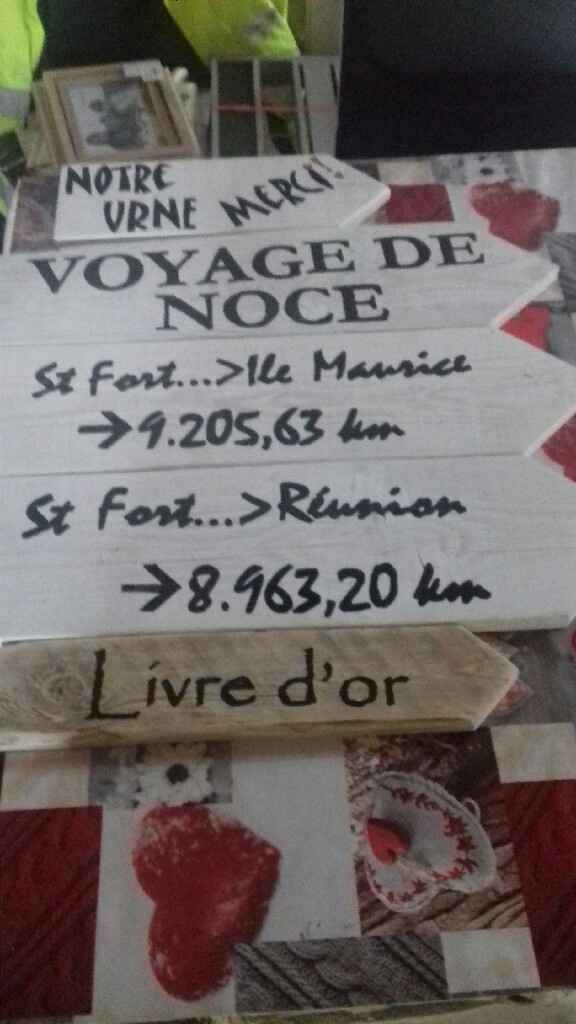 NOTRE
URNE MERCI!
VOYAGE DE
NOCE
St Fort...>Ile Maurice
→9.205,63 km
St Fort...>Réunion
→8.963,20 km
Livre d'or